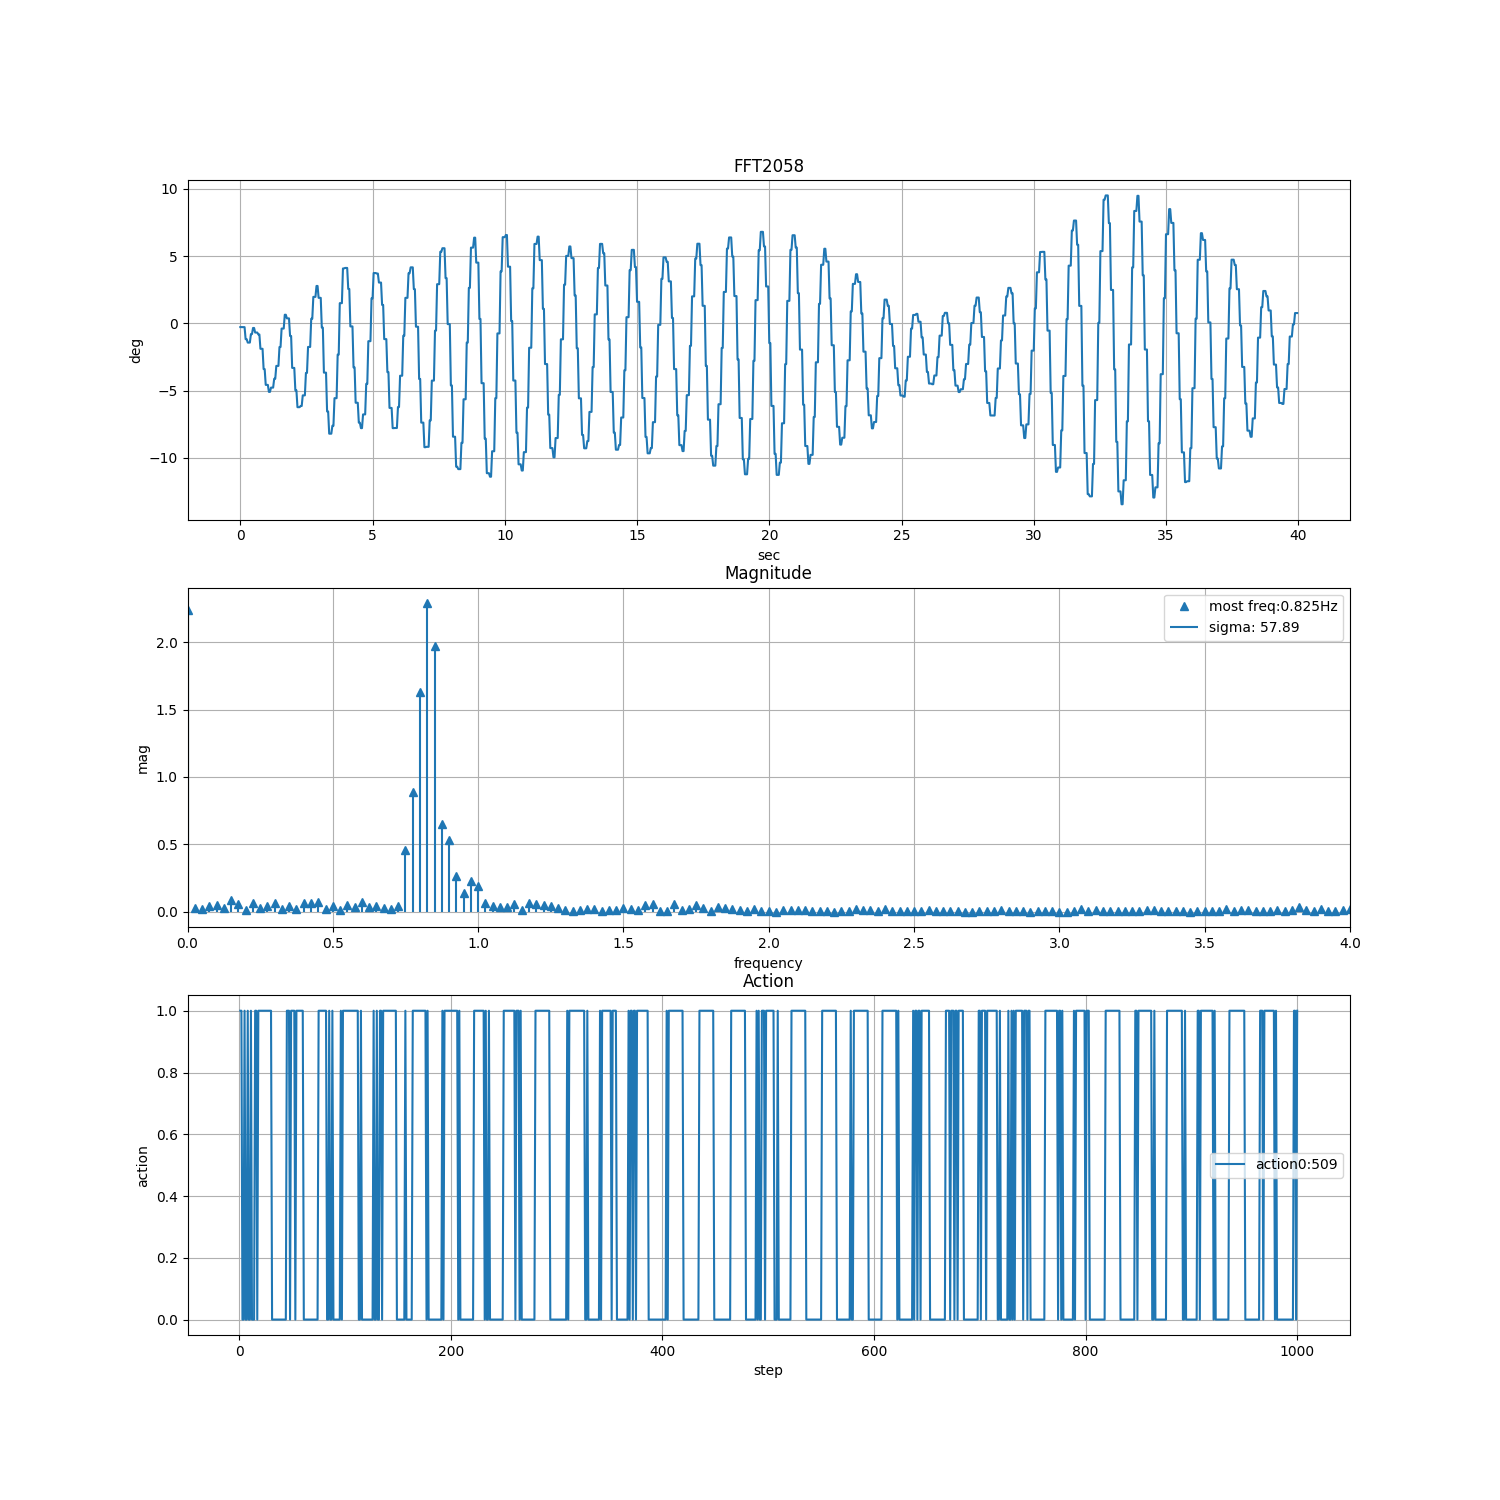 FFT2058
10
5
0
−5
−10
deg
0 5 10 15 20 25 30 35 40
sec
Magnitude
most freq:0.825Hz
sigma: 57.89
2.0
1.5
1.0
0.5
0.0
mag
0.0 0.5 1.0 1.5 2.0 2.5 3.0 3.5 4.0
frequency
Action
1.0
0.8
0.6
0.4
0.2
0.0
action
action0:509
0 200 400 600 800 1000
step